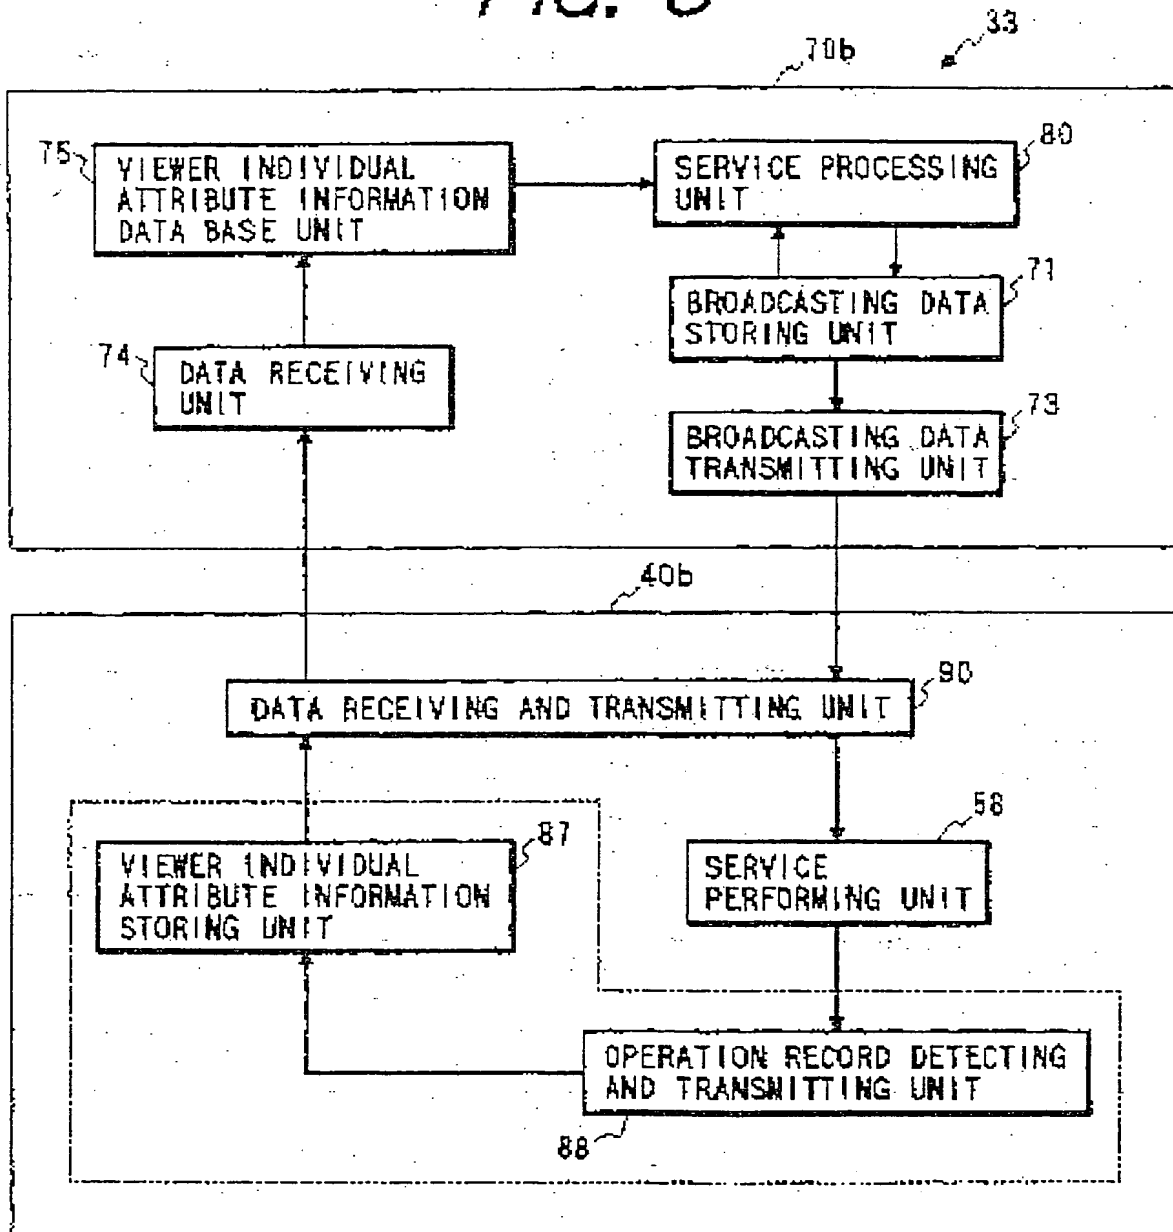 33
70b
75
VIEWER INDIVIDUAL
ATTRIBUTE INFORMATION
DATA BASE UNIT
80
SERVICE PROCESSING
UNIT
71
BROADCASTING DATA
STORING UNIT
74
DATA RECEIVING
UNIT
73
BROADCASTING DATA
TRANSMITTING UNIT
40b
90
DATA RECEIVING AND TRANSMITTING UNIT
87
VIEWER INDIVIDUAL
ATTRIBUTE INFORMATION
STORING UNIT
58
SERVICE
PERFORMING UNIT
OPERATION RECORD DETECTING
AND TRANSMITTING UNIT
88